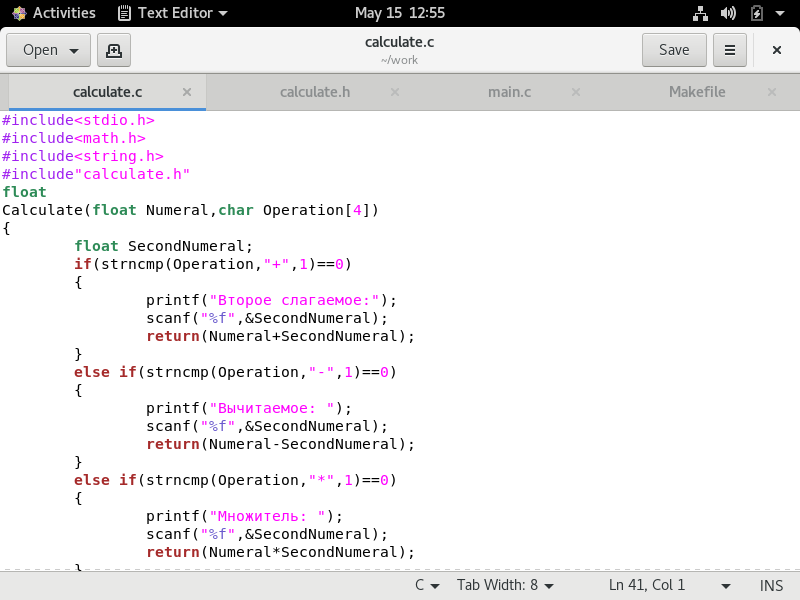 Activities Text Editor May 15 12:55
Open calculate.c Save
~/work
calculate.c calculate.h main.c Makefile
#include<stdio.h>
#include<math.h>
#include<string.h>
#include"calculate.h"
float
Calculate(float Numeral,char Operation[4])
{
float SecondNumeral;
if(strncmp(Operation,"+",1)==0)
{
printf("Второе слагаемое:");
scanf("%f",&SecondNumeral);
return(Numeral+SecondNumeral);
}
else if(strncmp(Operation,"-",1)==0)
{
printf("Вычитаемое: ");
scanf("%f",&SecondNumeral);
return(Numeral-SecondNumeral);
}
else if(strncmp(Operation,"*",1)==0)
{
printf("Множитель: ");
scanf("%f",&SecondNumeral);
return(Numeral*SecondNumeral);
}
C Tab Width: 8 Ln 41, Col 1 INS